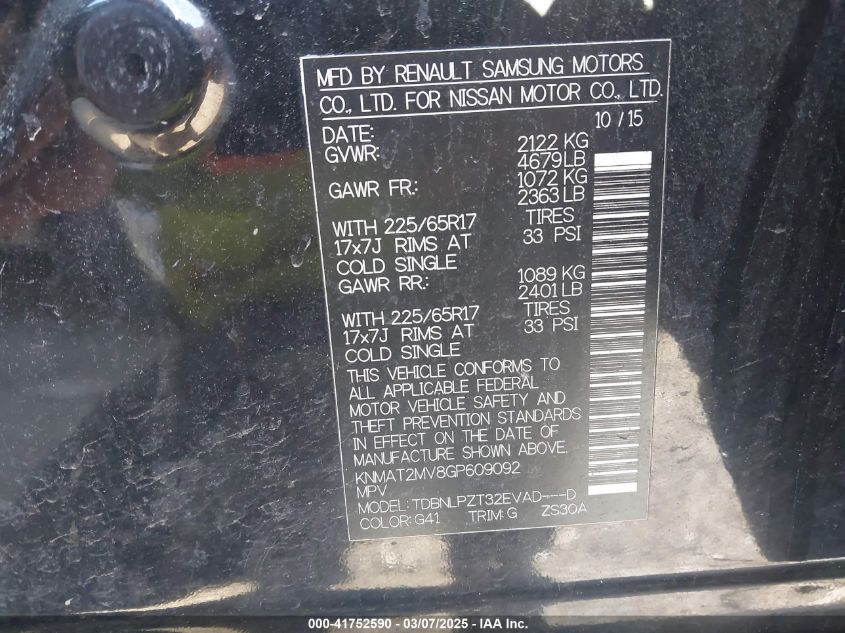 MFD BY RENAULT SAMSUNG MOTORS
CO., LTD. FOR NISSAN MOTOR CO., LTD.
DATE: 10 / 15
GVWR: 2122 KG
4679LB
GAWR FR.: 1072 KG
2363 LB
WITH 225/65R17 TIRES
17x7J RIMS AT 33 PSI
COLD SINGLE
GAWR RR.: 1089 KG
2401 LB
WITH 225/65R17 TIRES
17x7J RIMS AT 33 PSI
COLD SINGLE
THIS VEHICLE CONFORMS TO
ALL APPLICABLE FEDERAL
MOTOR VEHICLE SAFETY AND
THEFT PREVENTION STANDARDS
IN EFFECT ON THE DATE OF
MANUFACTURE SHOWN ABOVE.
KNMAT2MV8GP609092
MPV
MODEL: TDBNLPZT32EVAD---D
COLOR: G41 TRIM: G ZS30A
000-41752590 - 03/07/2025 - IAA Inc.